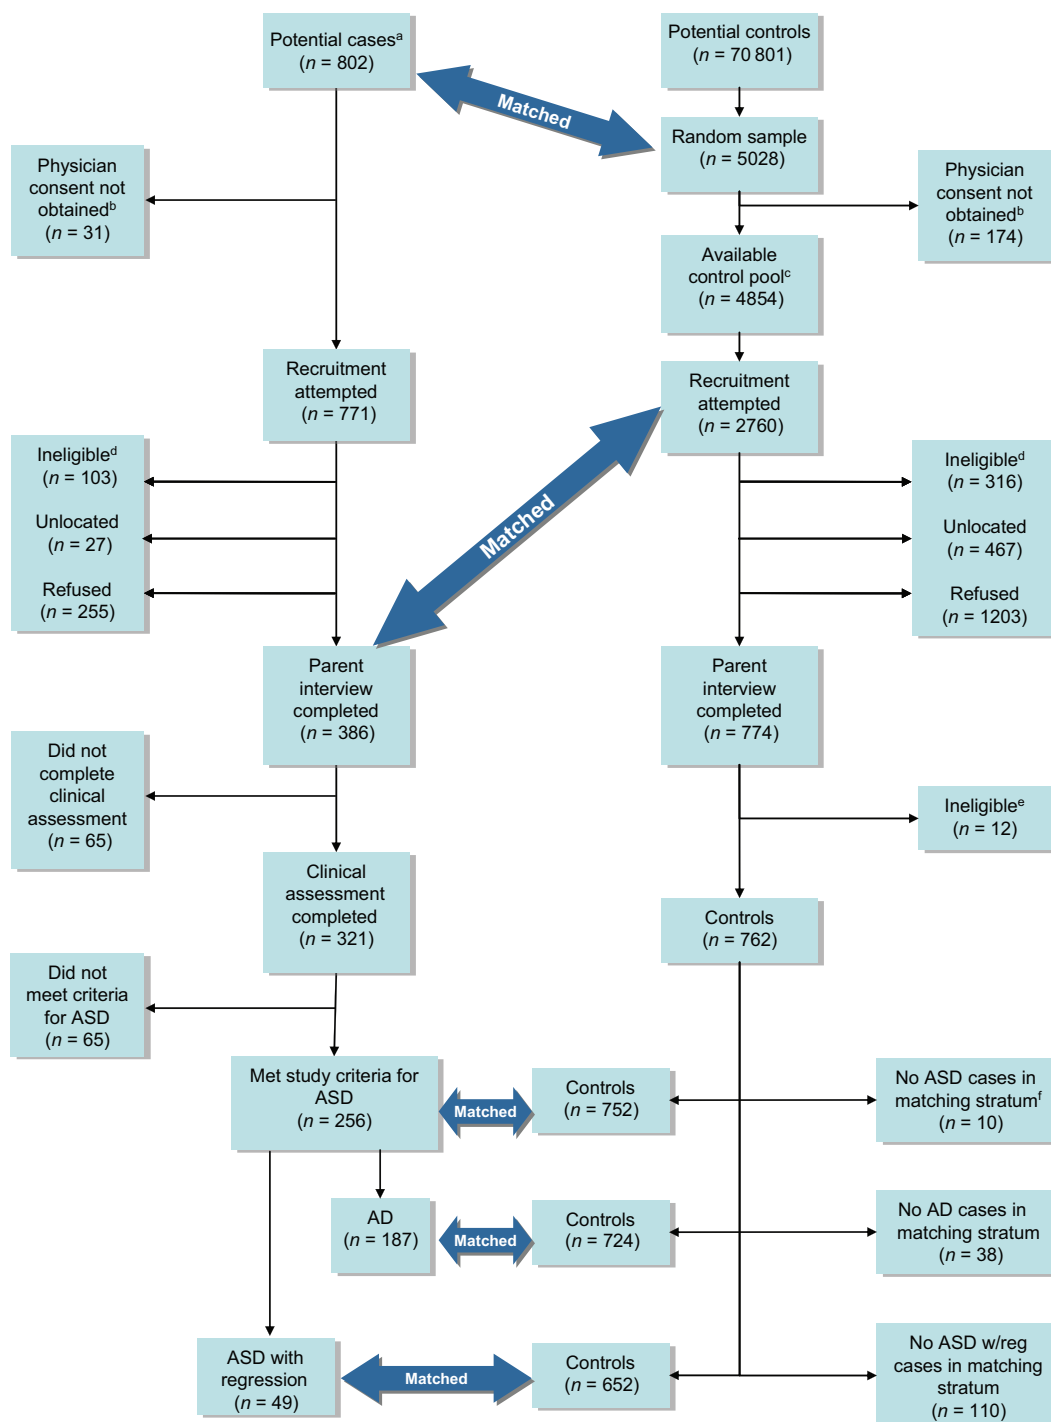 Potential casesᵃ
(n = 802)
Potential controls
(n = 70 801)
Matched
Random sample
(n = 5028)
Physician
consent not
obtainedᵇ
(n = 31)
Physician
consent not
obtainedᵇ
(n = 174)
Available
control poolᶜ
(n = 4854)
Recruitment
attempted
(n = 771)
Recruitment
attempted
(n = 2760)
Matched
Ineligibleᵈ
(n = 103)
Unlocated
(n = 27)
Refused
(n = 255)
Ineligibleᵈ
(n = 316)
Unlocated
(n = 467)
Refused
(n = 1203)
Parent
interview
completed
(n = 386)
Parent
interview
completed
(n = 774)
Did not
complete
clinical
assessment
(n = 65)
Ineligibleᵉ
(n = 12)
Clinical
assessment
completed
(n = 321)
Controls
(n = 762)
Did not
meet criteria
for ASD
(n = 65)
Met study criteria for
ASD
(n = 256)
Matched
Controls
(n = 752)
No ASD cases in
matching stratumᶠ
(n = 10)
AD
(n = 187)
Matched
Controls
(n = 724)
No AD cases in
matching stratum
(n = 38)
ASD with
regression
(n = 49)
Matched
Controls
(n = 652)
No ASD w/reg
cases in matching
stratum
(n = 110)